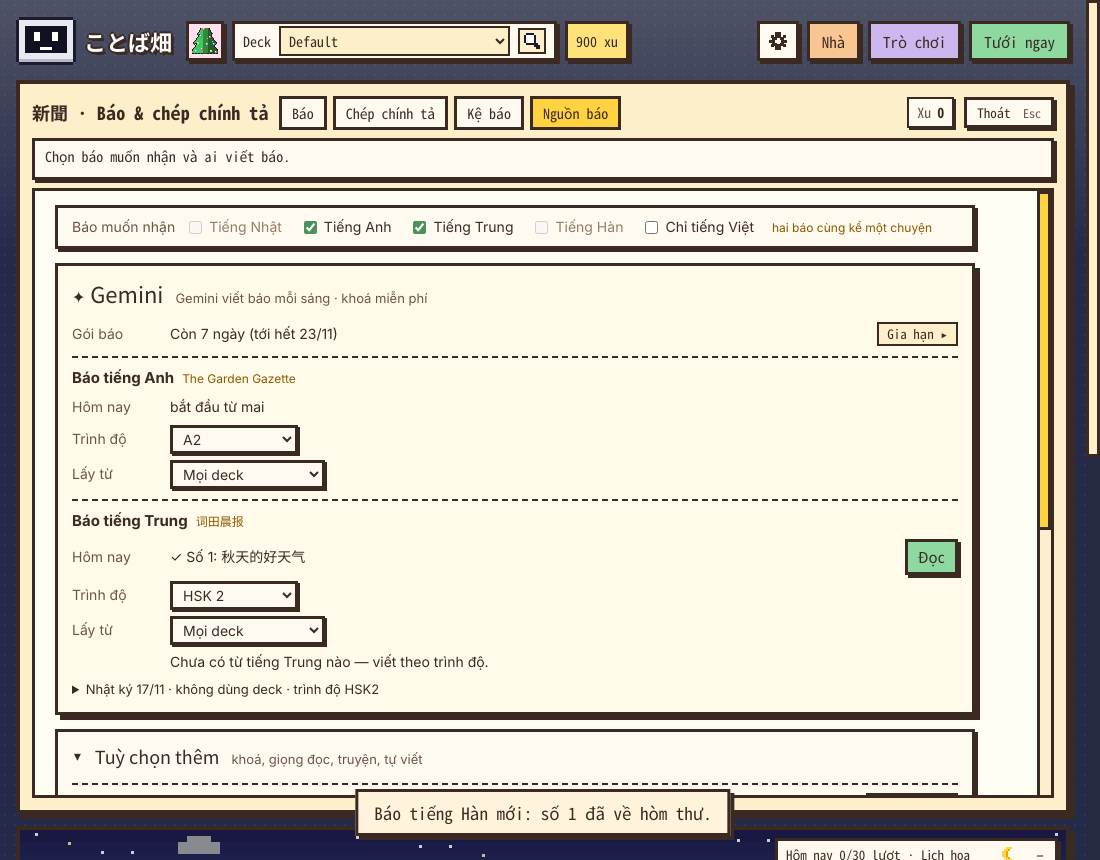 ことば畑 Deck Default 900 xu Nhà Trò chơi Tưới ngay
新聞 · Báo & chép chính tả Báo Chép chính tả Kệ báo Nguồn báo Xu 0 Thoát Esc
Chọn báo muốn nhận và ai viết báo.
Báo muốn nhận Tiếng Nhật Tiếng Anh Tiếng Trung Tiếng Hàn Chỉ tiếng Việt hai báo cùng kể một chuyện
✦ Gemini Gemini viết báo mỗi sáng · khoá miễn phí
Gói báo Còn 7 ngày (tới hết 23/11) Gia hạn ▸
Báo tiếng Anh The Garden Gazette
Hôm nay bắt đầu từ mai
Trình độ A2
Lấy từ Mọi deck
Báo tiếng Trung 词田晨报
Hôm nay ✓ Số 1: 秋天的好天气 Đọc
Trình độ HSK 2
Lấy từ Mọi deck
Chưa có từ tiếng Trung nào — viết theo trình độ.
▶ Nhật ký 17/11 · không dùng deck · trình độ HSK2
▼ Tuỳ chọn thêm khoá, giọng đọc, truyện, tự viết
Báo tiếng Hàn mới: số 1 đã về hòm thư.
Hôm nay 0/30 lượt · Lịch hoa –